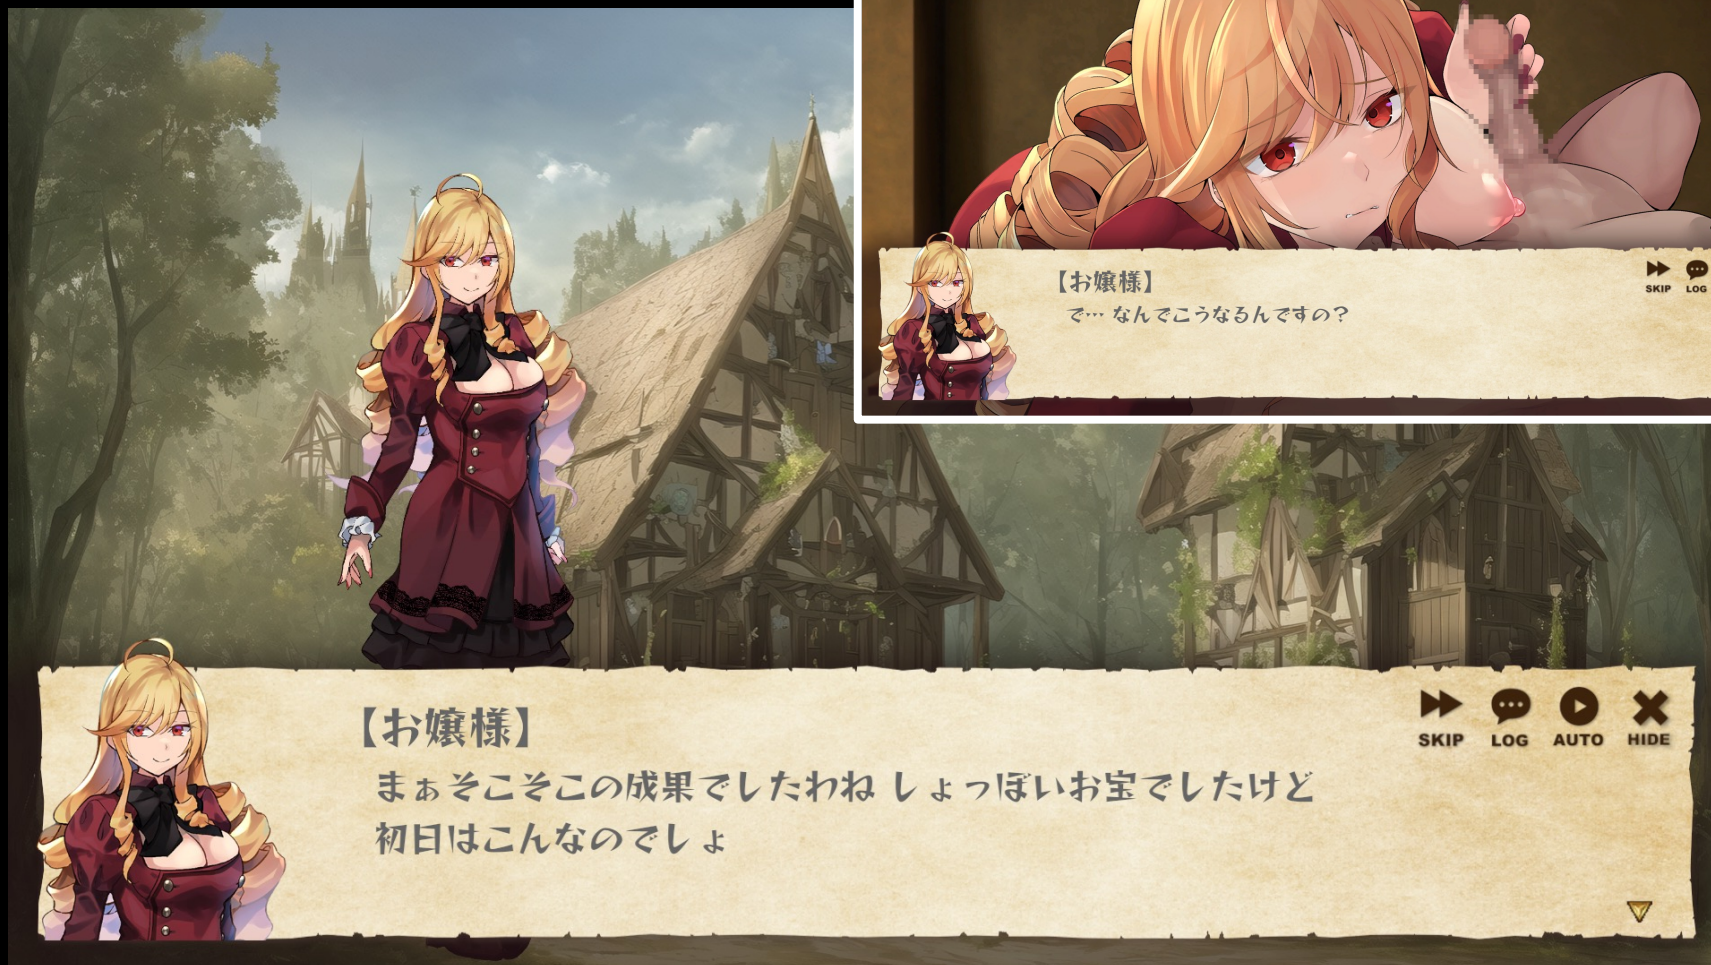 【お嬢様】
で… なんでこうなるんですの？
SKIP
LOG
【お嬢様】
まぁそこそこの成果でしたわね しょっぼいお宝でしたけど
初日はこんなのでしょ
SKIP
LOG
AUTO
HIDE